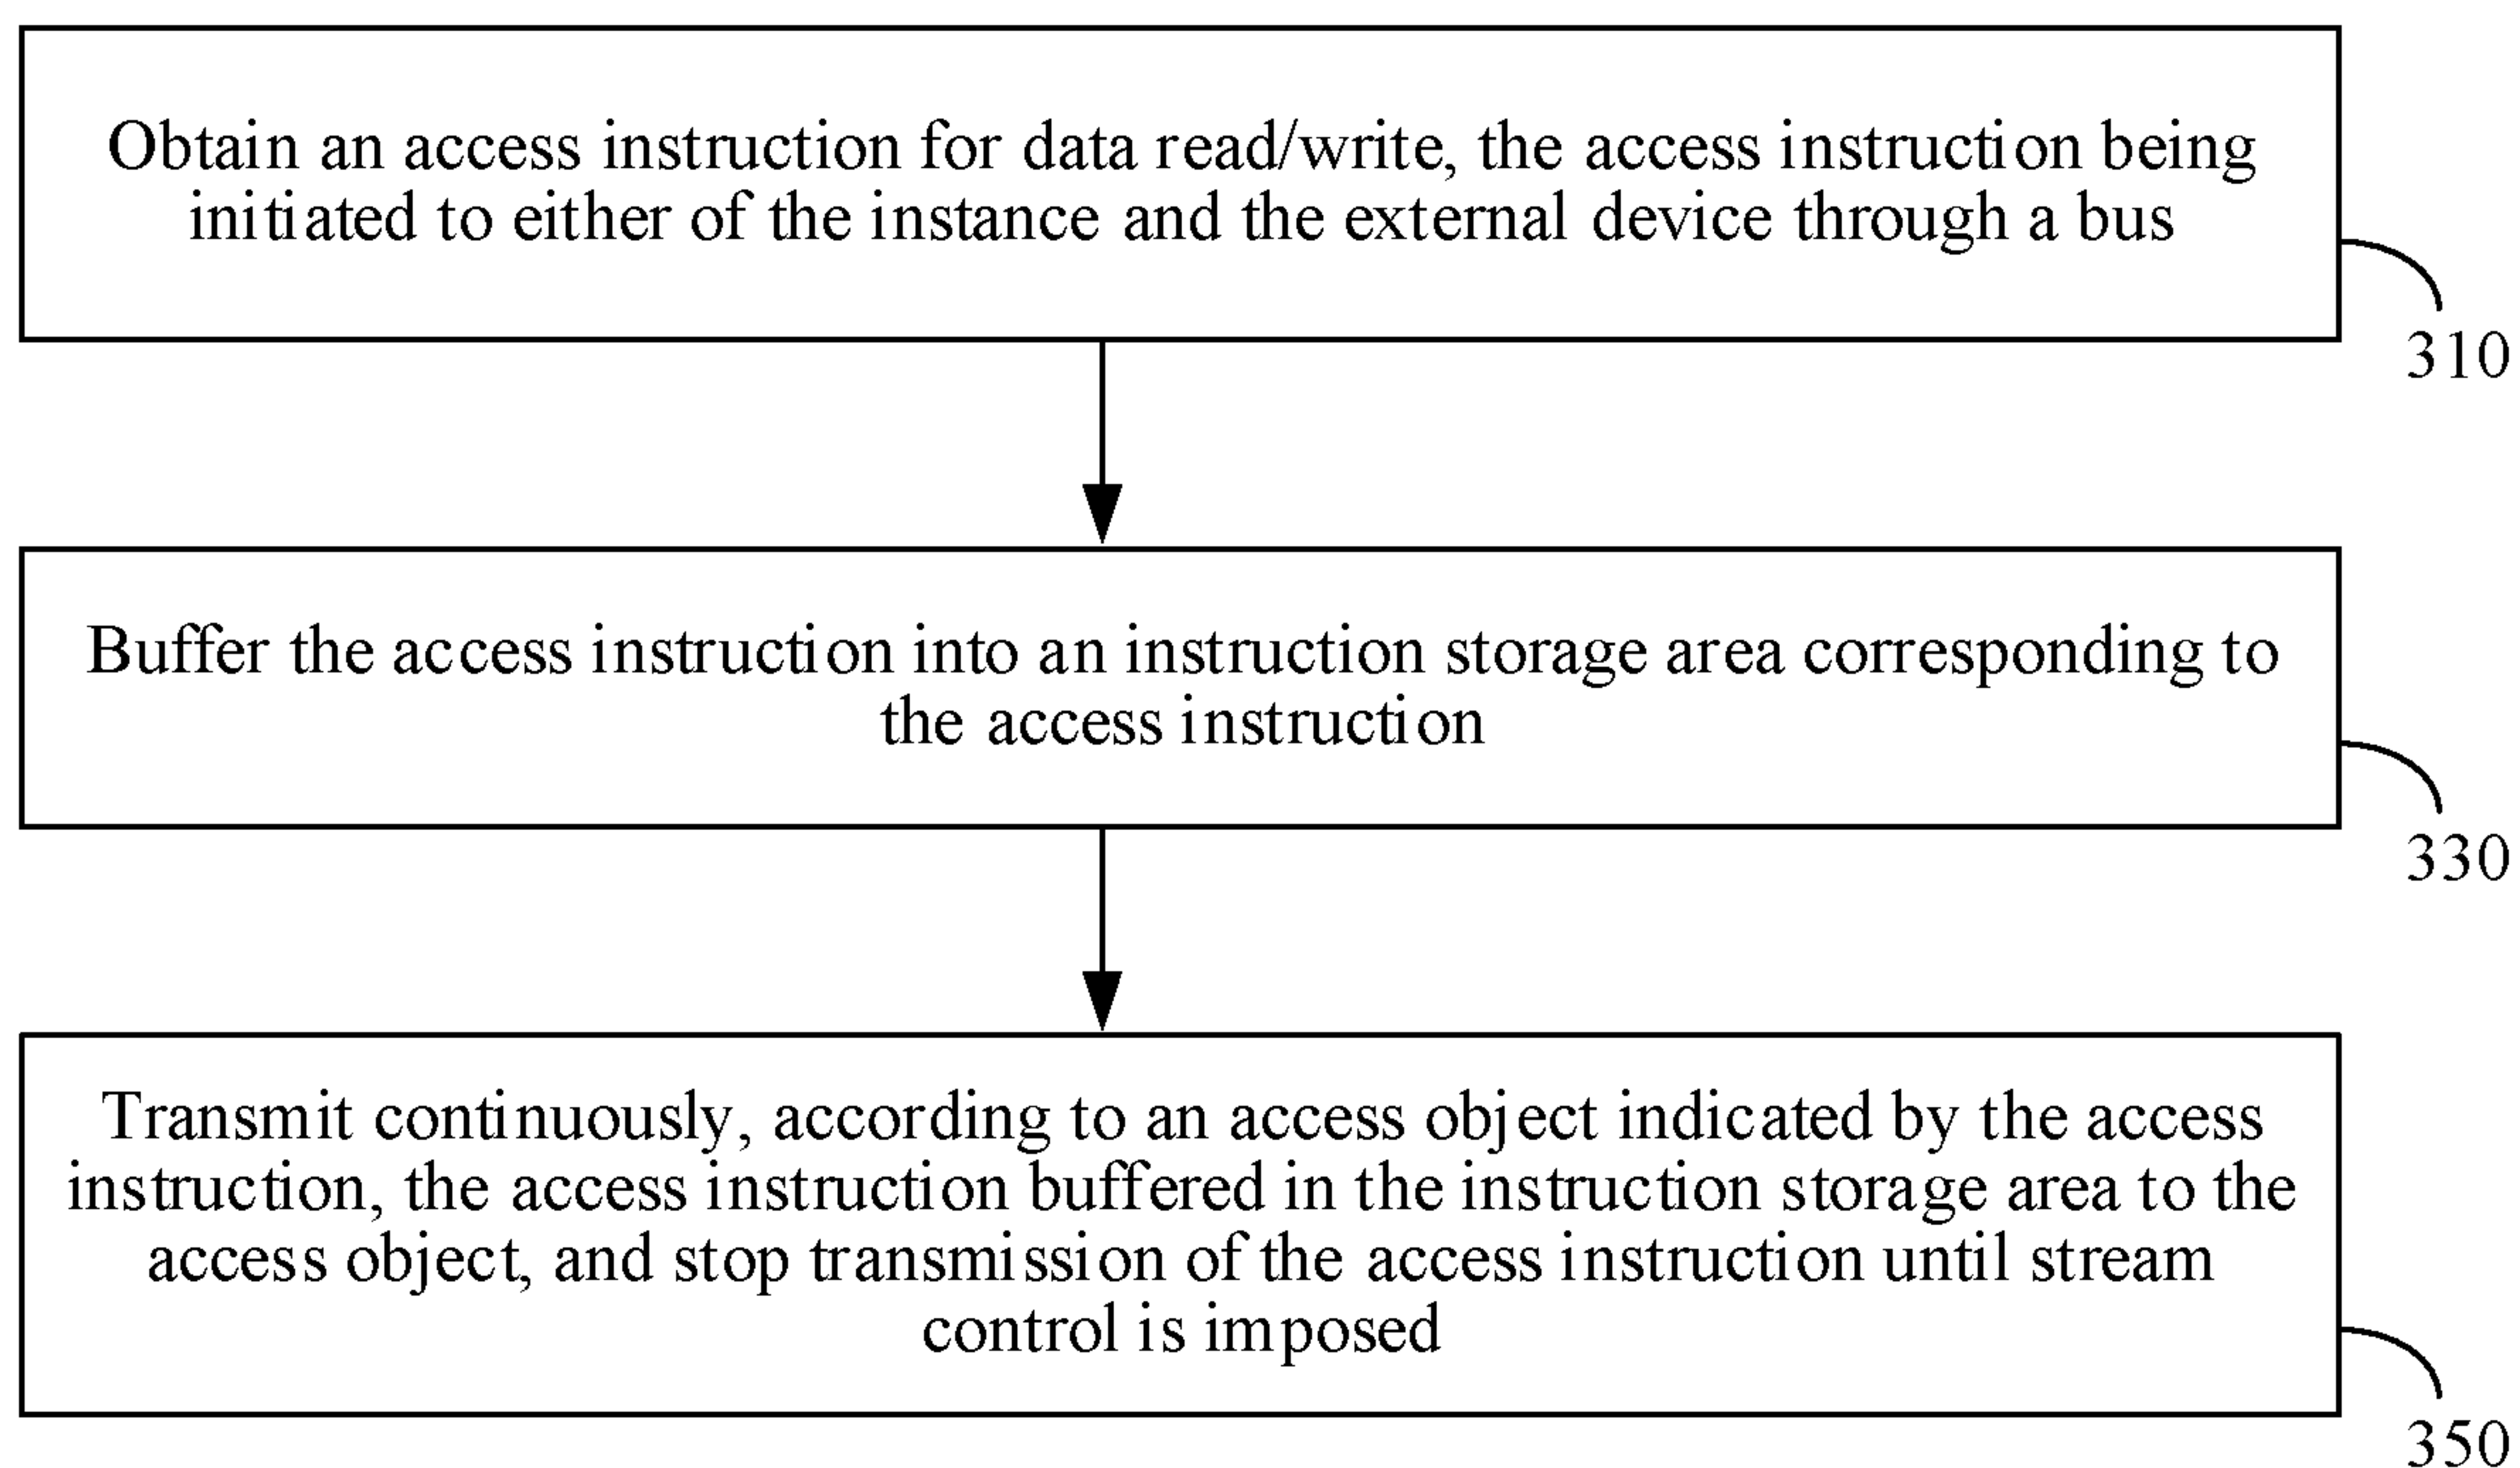 Obtain an access instruction for data read/write, the access instruction being
initiated to either of the instance and the external device through a bus
310
Buffer the access instruction into an instruction storage area corresponding to
the access instruction
330
Transmit continuously, according to an access object indicated by the access
instruction, the access instruction buffered in the instruction storage area to the
access object, and stop transmission of the access instruction until stream
control is imposed
350